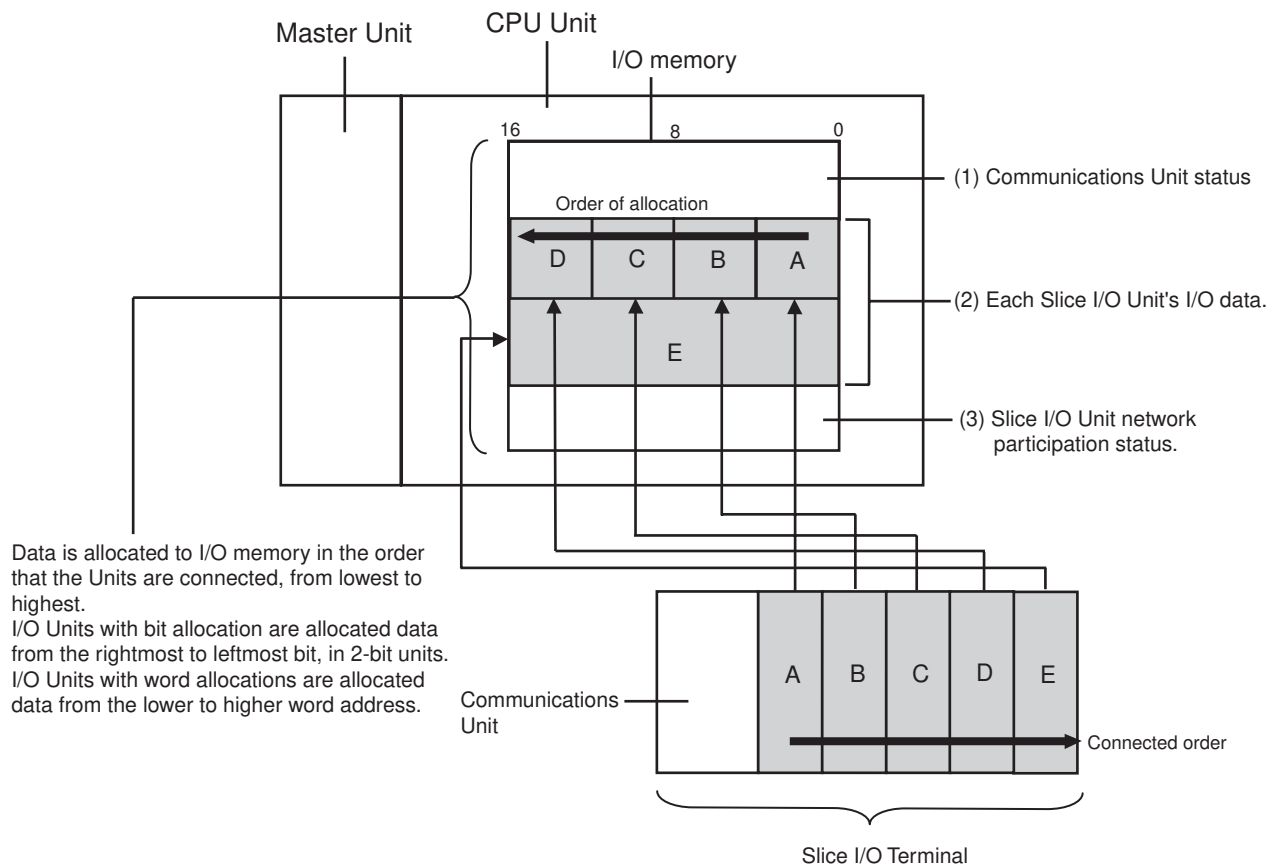 Master Unit
CPU Unit
I/O memory
16
8
0
(1) Communications Unit status
Order of allocation
D
C
B
A
(2) Each Slice I/O Unit's I/O data.
E
(3) Slice I/O Unit network
participation status.
Data is allocated to I/O memory in the order
that the Units are connected, from lowest to
highest.
I/O Units with bit allocation are allocated data
from the rightmost to leftmost bit, in 2-bit units.
I/O Units with word allocations are allocated
data from the lower to higher word address.
Communications
Unit
A
B
C
D
E
Connected order
Slice I/O Terminal